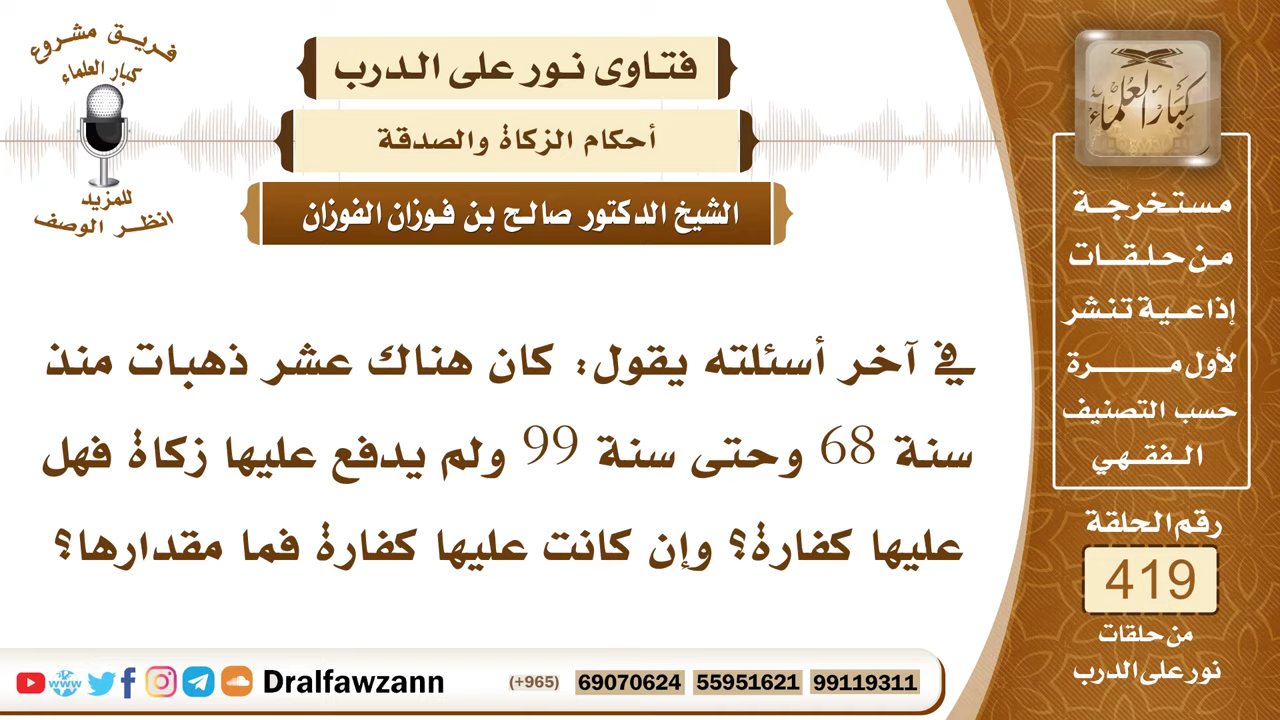 فريق مشروع
كبار العلماء
للمزيد
انظر الوصف
فتاوى نور على الدرب
أحكام الزكاة والصدقة
الشيخ الدكتور صالح بن فوزان الفوزان
في آخر أسئلته يقول: كان هناك عشر ذهبات منذ
سنة 68 وحتى سنة 99 ولم يدفع عليها زكاة فهل
عليها كفارة؟ وإن كانت عليها كفارة فما مقدارها؟
كبار العلماء
مستخرجة
من حلقات
إذاعية تنشر
لأول مرة
حسب التصنيف
الفقهي
رقم الحلقة
419
من حلقات
نور على الدرب
www
Dralfawzann (+965) 69070624 55951621 99119311